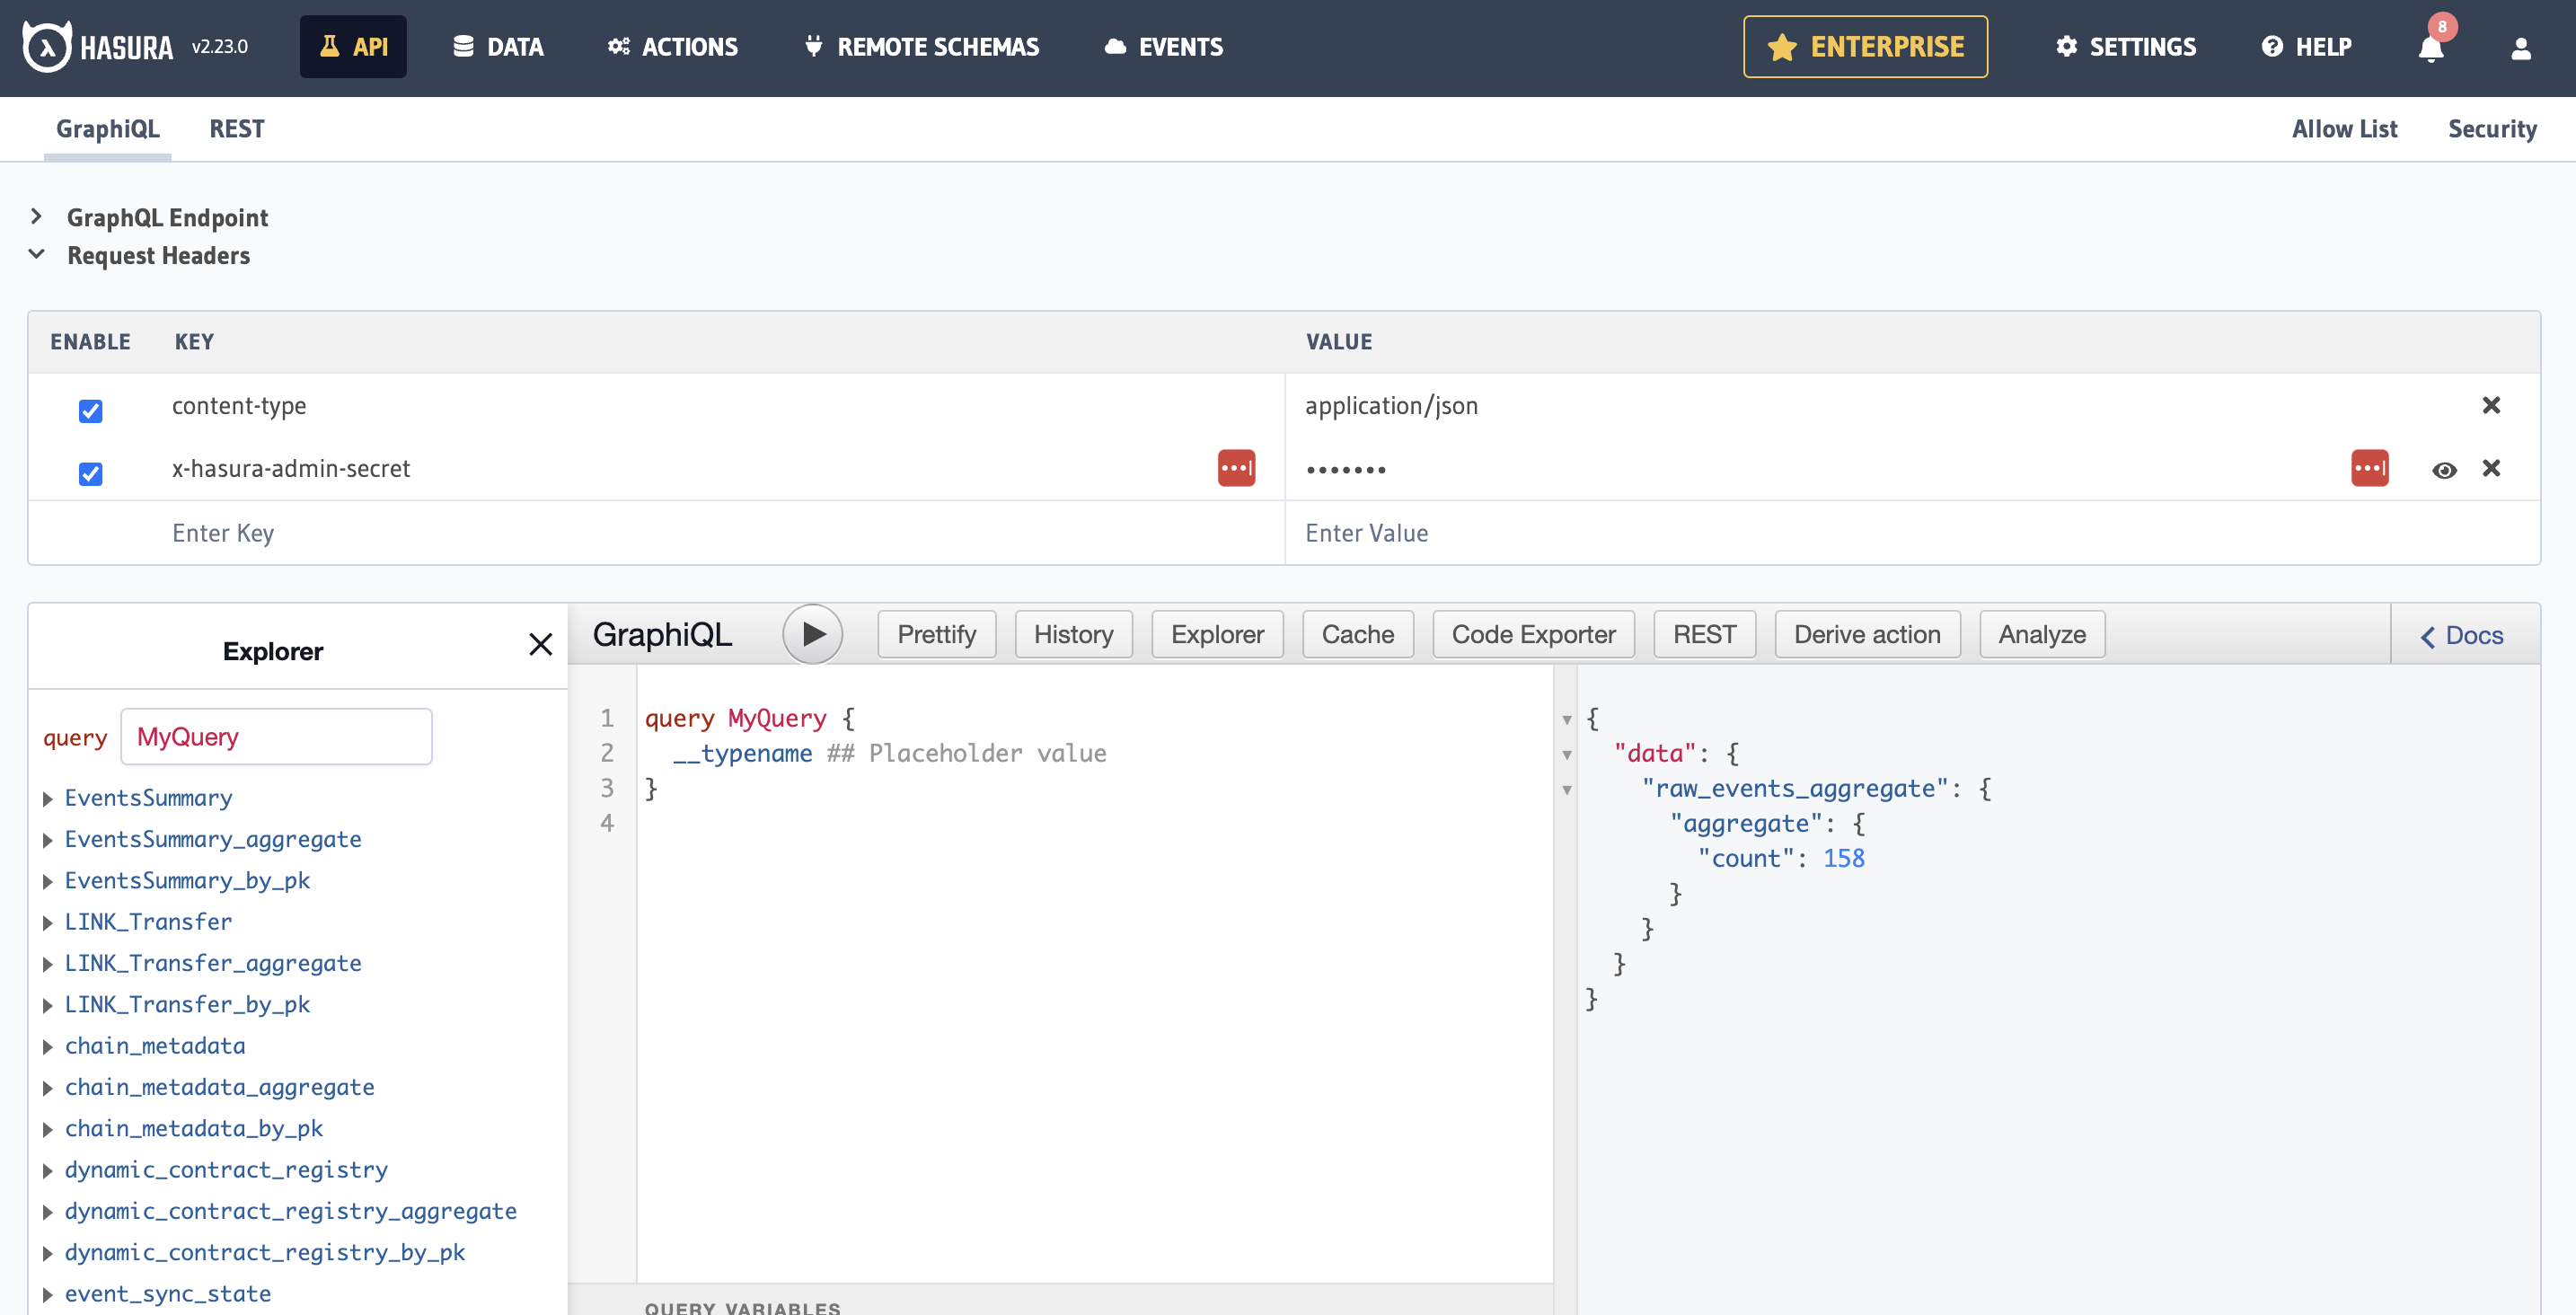 HASURA v2.23.0 API DATA ACTIONS REMOTE SCHEMAS EVENTS ENTERPRISE SETTINGS HELP 8
GraphiQL REST Allow List Security
GraphQL Endpoint
Request Headers
ENABLE KEY VALUE
content-type application/json
x-hasura-admin-secret •••••••
Enter Key Enter Value
Explorer
query MyQuery
EventsSummary
EventsSummary_aggregate
EventsSummary_by_pk
LINK_Transfer
LINK_Transfer_aggregate
LINK_Transfer_by_pk
chain_metadata
chain_metadata_aggregate
chain_metadata_by_pk
dynamic_contract_registry
dynamic_contract_registry_aggregate
dynamic_contract_registry_by_pk
event_sync_state
GraphiQL Prettify History Explorer Cache Code Exporter REST Derive action Analyze Docs
1 query MyQuery {
2 __typename ## Placeholder value
3 }
4
QUERY VARIABLES
{
"data": {
"raw_events_aggregate": {
"aggregate": {
"count": 158
}
}
}
}